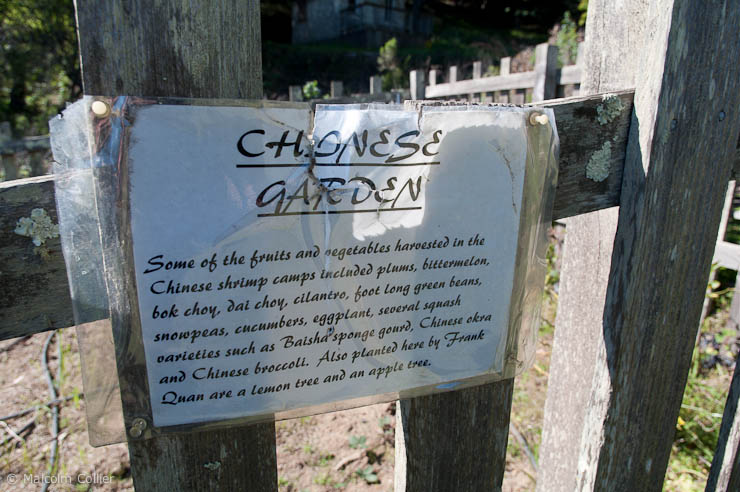 CHINESE
GARDEN
Some of the fruits and vegetables harvested in the
Chinese shrimp camps included plums, bittermelon,
bok choy, dai choy, cilantro, foot long green beans,
snowpeas, cucumbers, eggplant, several squash
varieties such as Baisha sponge gourd, Chinese okra
and Chinese broccoli. Also planted here by Frank
Quan are a lemon tree and an apple tree.
© Malcolm Collier